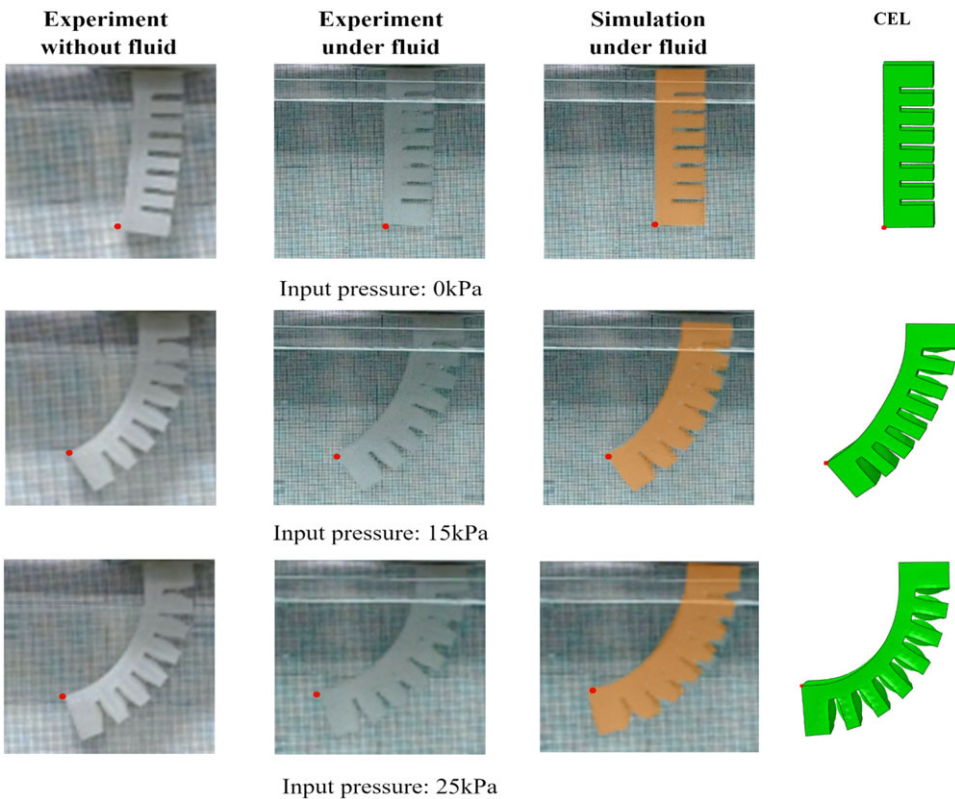 Experiment
without fluid
Experiment
under fluid
Simulation
under fluid
CEL
Input pressure: 0kPa
Input pressure: 15kPa
Input pressure: 25kPa